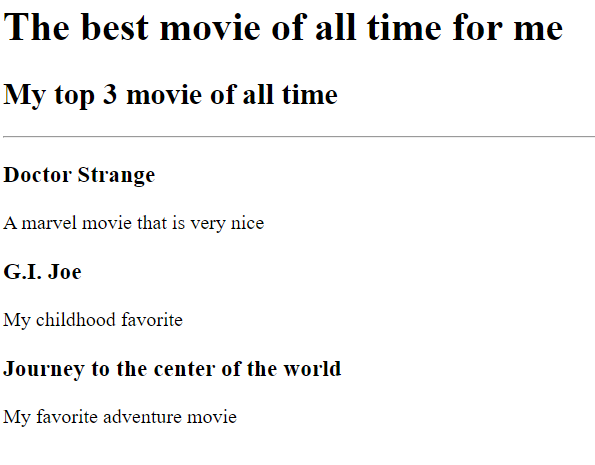 The best movie of all time for me
My top 3 movie of all time
Doctor Strange
A marvel movie that is very nice
G.I. Joe
My childhood favorite
Journey to the center of the world
My favorite adventure movie